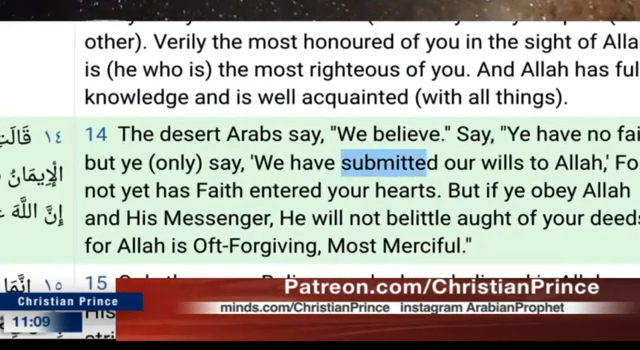 other). Verily the most honoured of you in the sight of Alla
is (he who is) the most righteous of you. And Allah has full
knowledge and is well acquainted (with all things).
١٤ قَالَتِ
الْإِيمَانُ
إِنَّ اللَّهَ
14 The desert Arabs say, "We believe." Say, "Ye have no fai
but ye (only) say, 'We have submitted our wills to Allah,' Fo
not yet has Faith entered your hearts. But if ye obey Allah
and His Messenger, He will not belittle aught of your deeds
for Allah is Oft-Forgiving, Most Merciful."
١٥ إِنَّمَا
15
His
Patreon.com/ChristianPrince
Christian Prince
minds.com/ChristianPrince instagram ArabianProphet
11:09